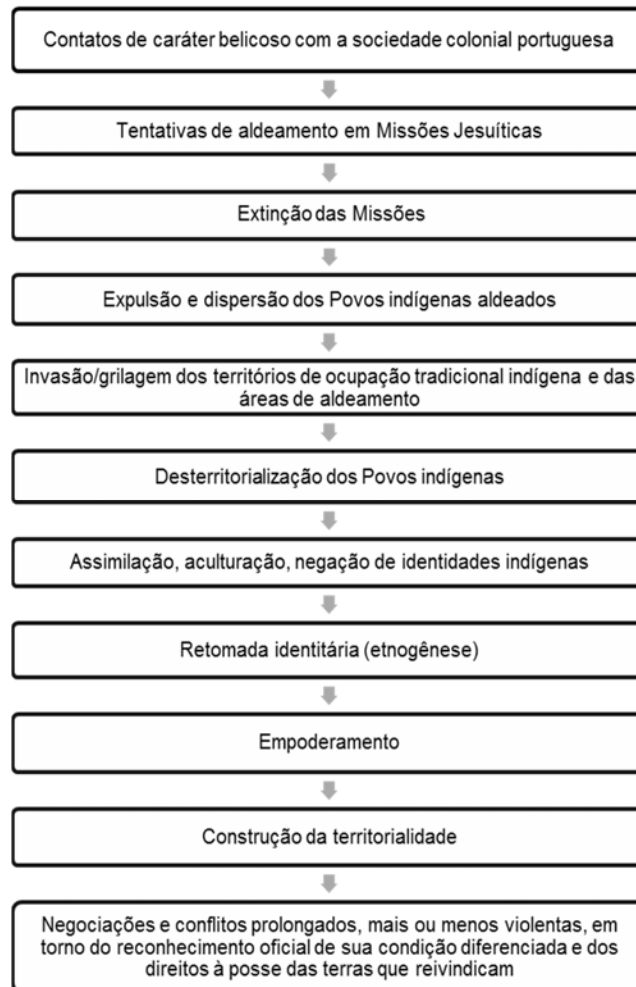 Contatos de caráter belicoso com a sociedade colonial portuguesa
Tentativas de aldeamento em Missões Jesuíticas
Extinção das Missões
Expulsão e dispersão dos Povos indígenas aldeados
Invasão/grilagem dos territórios de ocupação tradicional indígena e das
áreas de aldeamento
Desterritorialização dos Povos indígenas
Assimilação, aculturação, negação de identidades indígenas
Retomada identitária (etnogênese)
Empoderamento
Construção da territorialidade
Negociações e conflitos prolongados, mais ou menos violentas, em
torno do reconhecimento oficial de sua condição diferenciada e dos
direitos à posse das terras que reivindicam